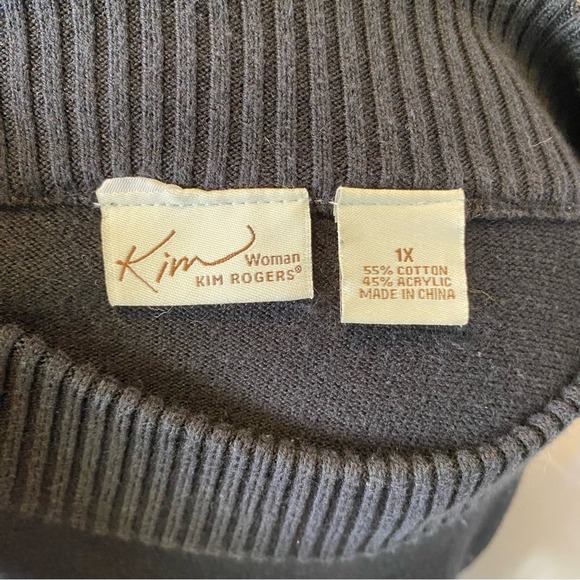 Kim Woman
KIM ROGERS®
1X
55% COTTON
45% ACRYLIC
MADE IN CHINA